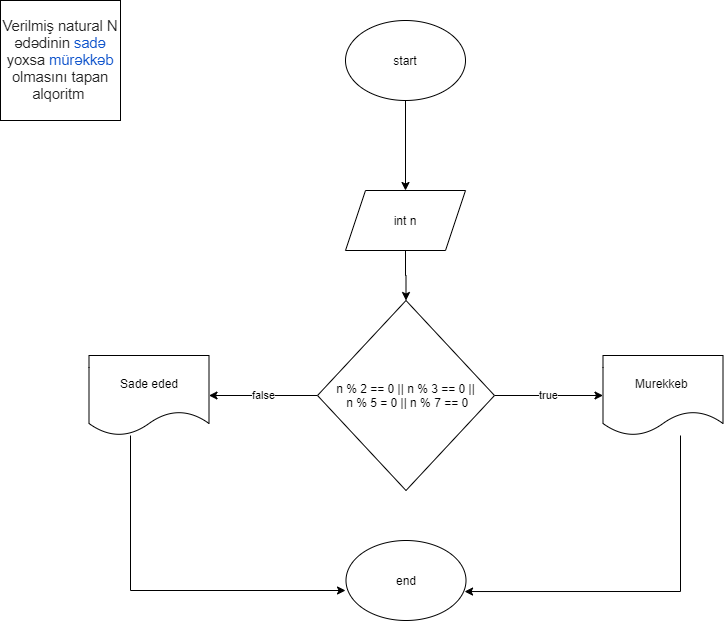 Verilmiş natural N
ədədinin sadə
yoxsa mürəkkəb
olmasını tapan
alqoritm
start
int n
n % 2 == 0 || n % 3 == 0 ||
n % 5 = 0 || n % 7 == 0
false
true
Sade eded
Murekkeb
end